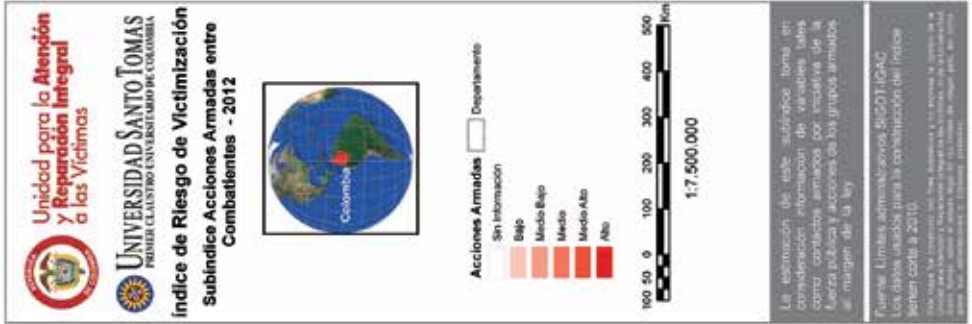 Unidad para la Atención
y Reparación Integral
a las Víctimas
UNIVERSIDAD SANTO TOMAS
PRIMER CLAUSTRO UNIVERSITARIO DE COLOMBIA
Índice de Riesgo de Victimización
Subíndice Acciones Armadas entre
Combatientes - 2012
Colombia
Acciones Armadas
Departamento
Sin Información
Bajo
Medio Bajo
Medio
Medio Alto
Alto
100 50 0 100 200 300 400 500
Km
1:7.500.000
La estimación de este subíndice toma en
consideración información de variables tales
como contactos armados por iniciativa de la
fuerza pública y acciones de los grupos armados
al margen de la ley
Fuente: Límites administrativos SIGOT-IGAC
Los datos usados para la construcción del índice
tienen corte a 2010.